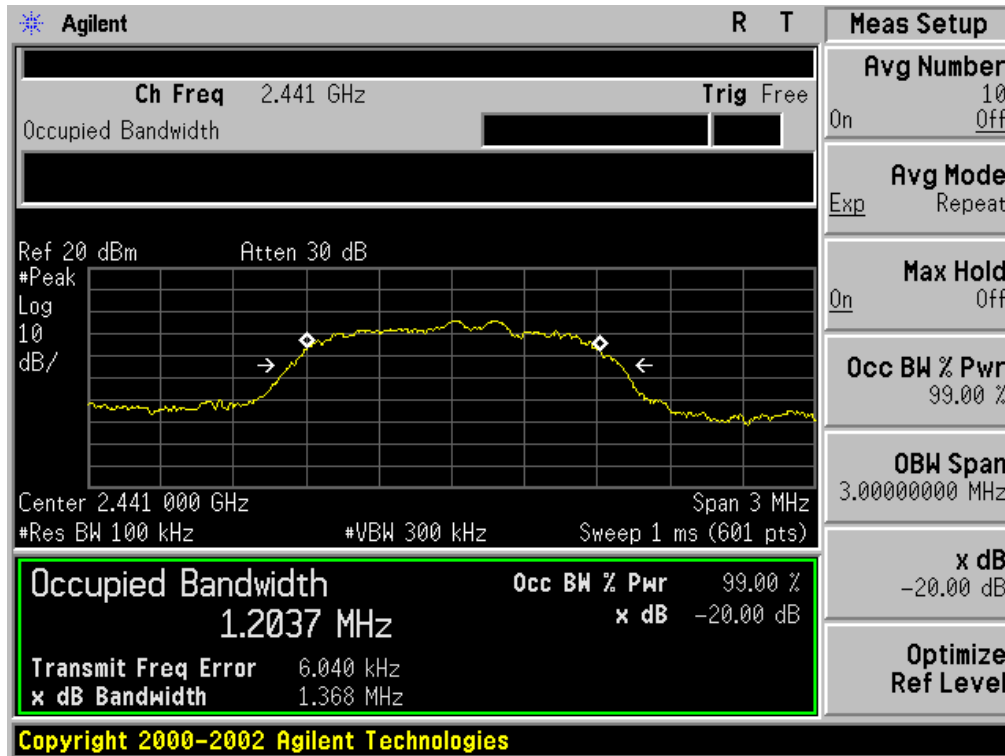 Agilent R T
Ch Freq 2.441 GHz Trig Free
Occupied Bandwidth
Ref 20 dBm Atten 30 dB
#Peak
Log
10
dB/
Center 2.441 000 GHz Span 3 MHz
#Res BW 100 kHz #VBW 300 kHz Sweep 1 ms (601 pts)
Occupied Bandwidth
1.2037 MHz
Occ BW % Pwr 99.00 %
x dB -20.00 dB
Transmit Freq Error 6.040 kHz
x dB Bandwidth 1.368 MHz
Copyright 2000-2002 Agilent Technologies
Meas Setup
Avg Number
10
On Off
Avg Mode
Exp Repeat
Max Hold
On Off
Occ BW % Pwr
99.00 %
OBW Span
3.00000000 MHz
x dB
-20.00 dB
Optimize
Ref Level